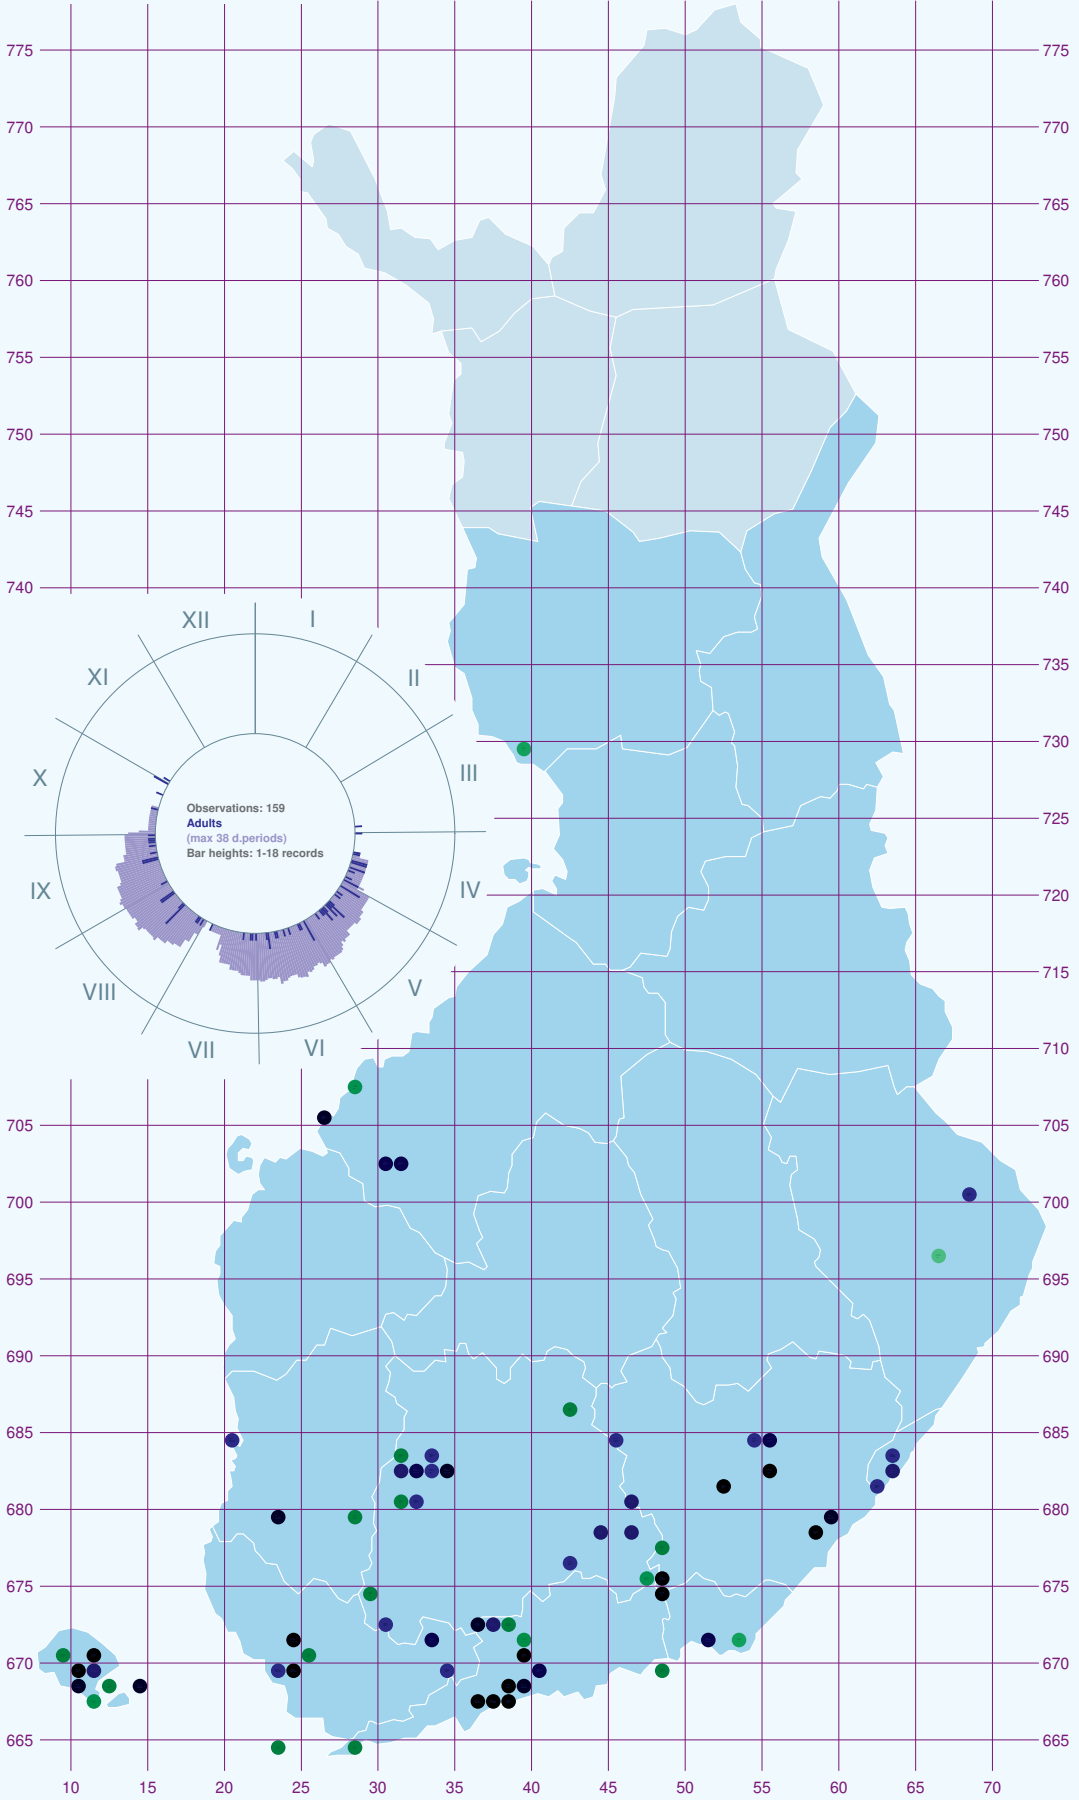 775 775
770 770
765 765
760 760
755 755
750 750
745 745
740 740
XII I
735
XI II
730 730
X III
Observations: 159
Adults
(max 38 d.periods)
Bar heights: 1-18 records
725
IX IV
720
VIII V
715
VII VI
710
705 705
700 700
695 695
690 690
685 685
680 680
675 675
670 670
665 665
10 15 20 25 30 35 40 45 50 55 60 65 70